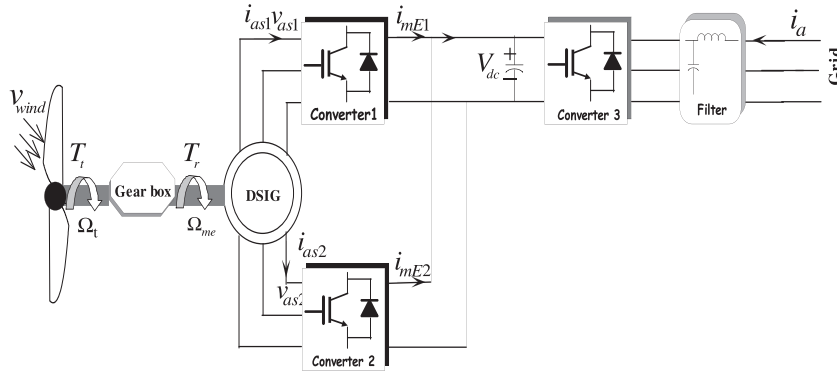 i_as1 v_as1
i_mE1
i_a
V_dc
+
-
Grid
Converter1
Converter 3
Filter
v_wind
T_t
T_r
Gear box
DSIG
Ω_t
Ω_me
i_as2
i_mE2
v_as2
Converter 2